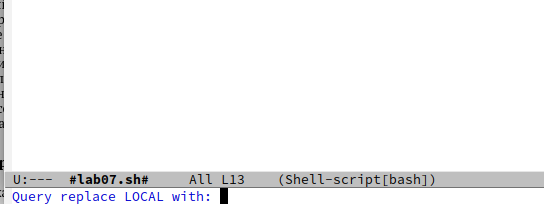 U:---  #lab07.sh#     All L13    (Shell-script[bash])
Query replace LOCAL with: